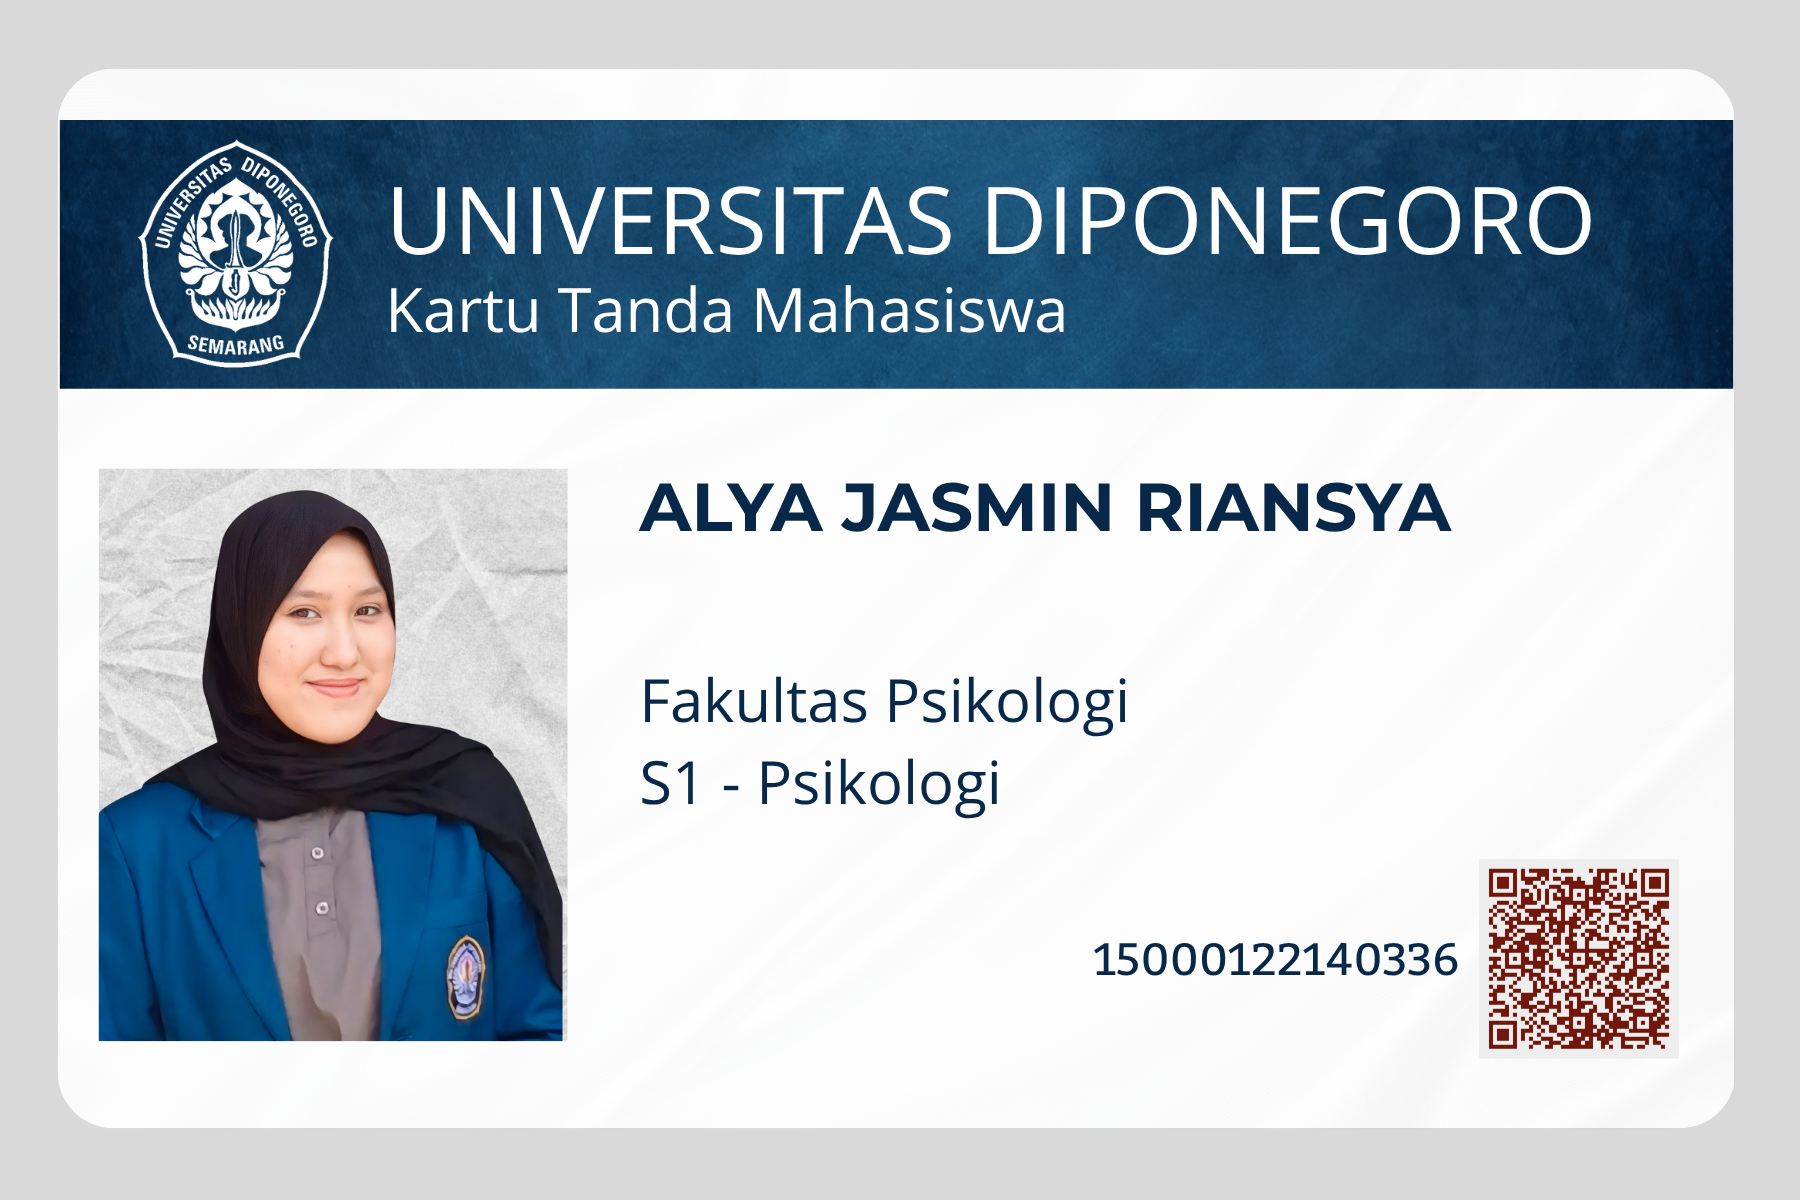 UNIVERSITAS DIPONEGORO
SEMARANG
UNIVERSITAS DIPONEGORO
Kartu Tanda Mahasiswa
ALYA JASMIN RIANSYA
Fakultas Psikologi
S1 - Psikologi
15000122140336